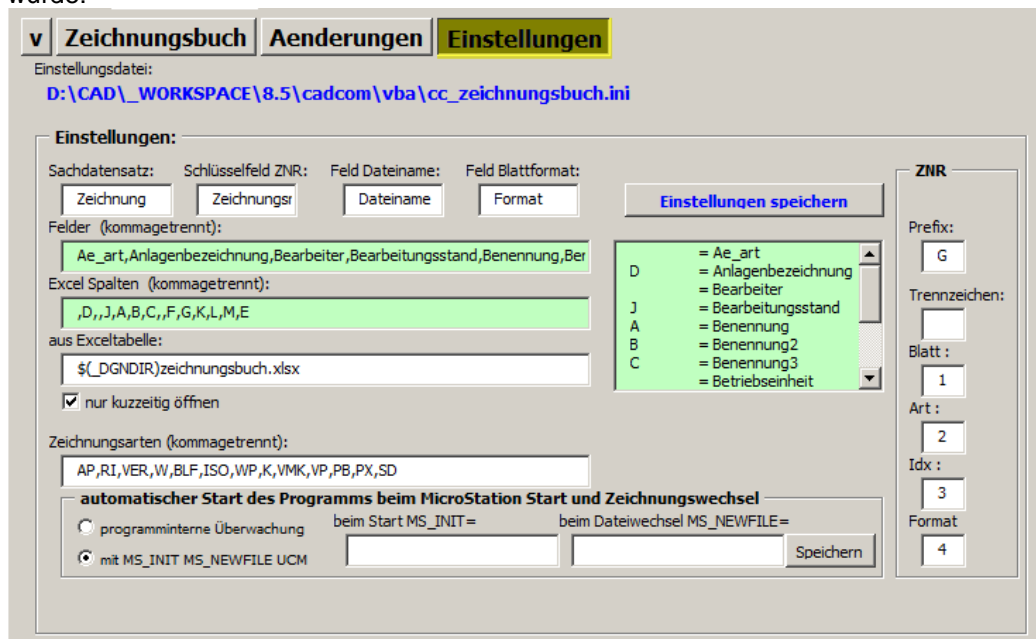 wurde.
v Zeichnungsbuch Aenderungen Einstellungen
Einstellungsdatei:
D:\CAD\_WORKSPACE\8.5\cadcom\vba\cc_zeichnungsbuch.ini
Einstellungen:
Sachdatensatz: Schlüsselfeld ZNR: Feld Dateiname: Feld Blattformat:
Zeichnung Zeichnungsr Dateiname Format
Einstellungen speichern
Felder (kommagetrennt):
Ae_art,Anlagenbezeichnung,Bearbeiter,Bearbeitungsstand,Benennung,Ber
Excel Spalten (kommagetrennt):
,D,,J,A,B,C,,F,G,K,L,M,E
aus Exceltabelle:
$(_DGNDIR)zeichnungsbuch.xlsx
nur kuzzeitig öffnen
= Ae_art
D = Anlagenbezeichnung
= Bearbeiter
J = Bearbeitungsstand
A = Benennung
B = Benennung2
C = Benennung3
= Betriebseinheit
Zeichnungsarten (kommagetrennt):
AP,RI,VER,W,BLF,ISO,WP,K,VMK,VP,PB,PX,SD
automatischer Start des Programms beim MicroStation Start und Zeichnungswechsel
programminterne Überwachung
mit MS_INIT MS_NEWFILE UCM
beim Start MS_INIT= beim Dateiwechsel MS_NEWFILE=
Speichern
ZNR
Prefix:
G
Trennzeichen:
Blatt :
1
Art :
2
Idx :
3
Format
4